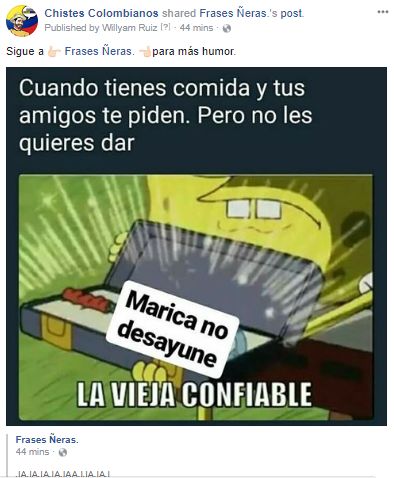 Chistes Colombianos shared Frases Ñeras.'s post.
Published by Willyam Ruiz [?] · 44 mins ·
Sigue a 👉🏻 Frases Ñeras. 👈🏻para más humor.
Cuando tienes comida y tus
amigos te piden. Pero no les
quieres dar
Marica no
desayune
LA VIEJA CONFIABLE
Frases Ñeras.
44 mins ·